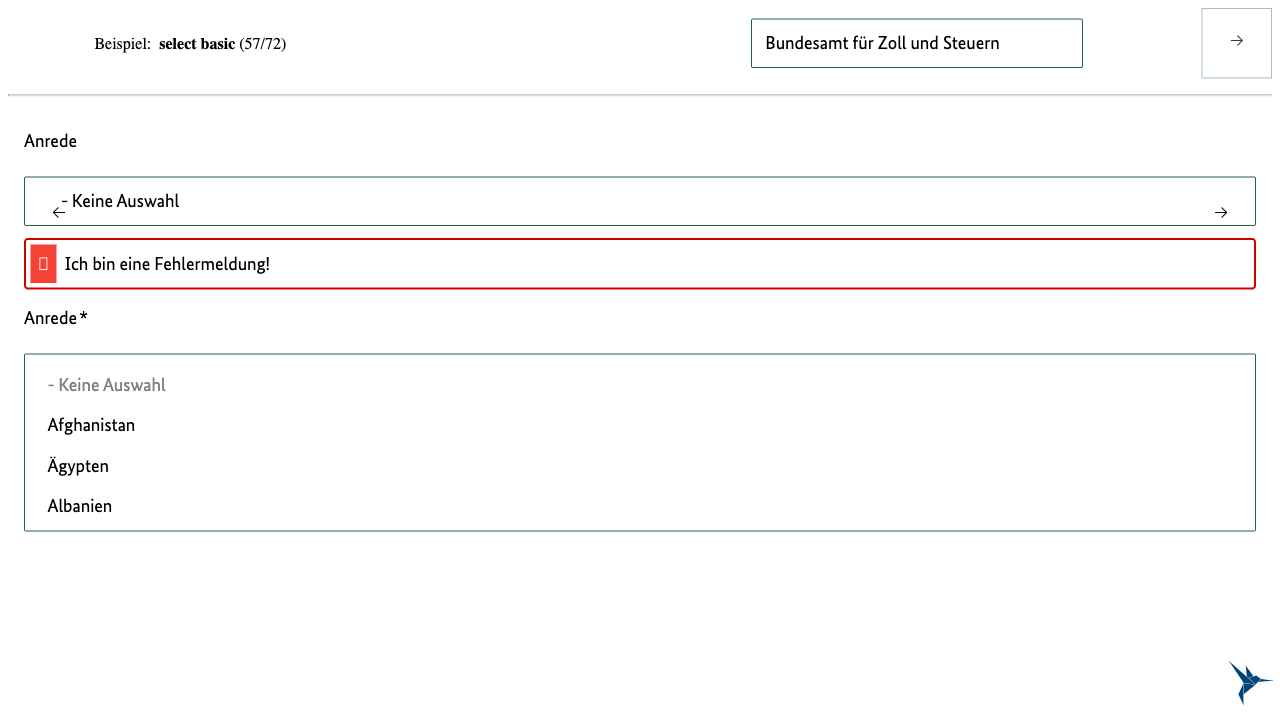 Beispiel: select basic (57/72)
Bundesamt für Zoll und Steuern
→
Anrede
- Keine Auswahl
←
→
Ich bin eine Fehlermeldung!
Anrede*
- Keine Auswahl
Afghanistan
Ägypten
Albanien